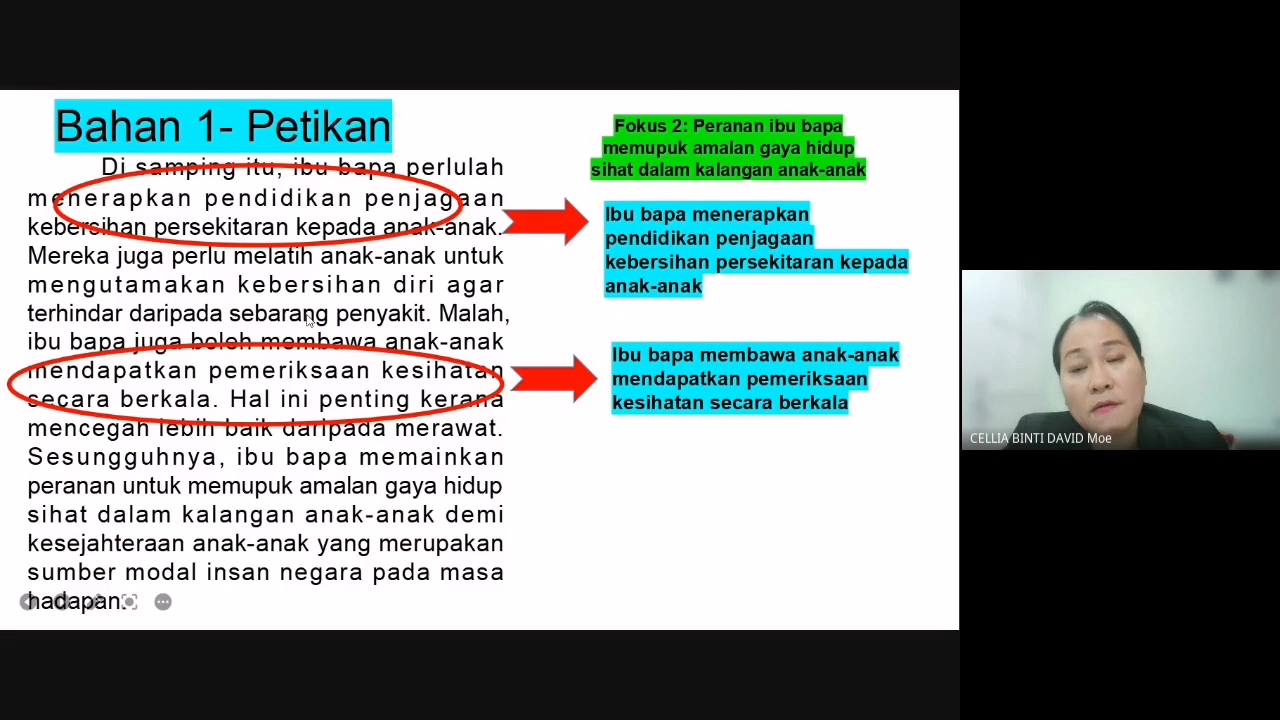 Bahan 1- Petikan
Di samping itu, ibu bapa perlulah
menerapkan pendidikan penjagaan
kebersihan persekitaran kepada anak-anak.
Mereka juga perlu melatih anak-anak untuk
mengutamakan kebersihan diri agar
terhindar daripada sebarang penyakit. Malah,
ibu bapa juga boleh membawa anak-anak
mendapatkan pemeriksaan kesihatan
secara berkala. Hal ini penting kerana
mencegah lebih baik daripada merawat.
Sesungguhnya, ibu bapa memainkan
peranan untuk memupuk amalan gaya hidup
sihat dalam kalangan anak-anak demi
kesejahteraan anak-anak yang merupakan
sumber modal insan negara pada masa
hadapan.
Fokus 2: Peranan ibu bapa
memupuk amalan gaya hidup
sihat dalam kalangan anak-anak
Ibu bapa menerapkan
pendidikan penjagaan
kebersihan persekitaran kepada
anak-anak
Ibu bapa membawa anak-anak
mendapatkan pemeriksaan
kesihatan secara berkala
CELLIA BINTI DAVID Moe